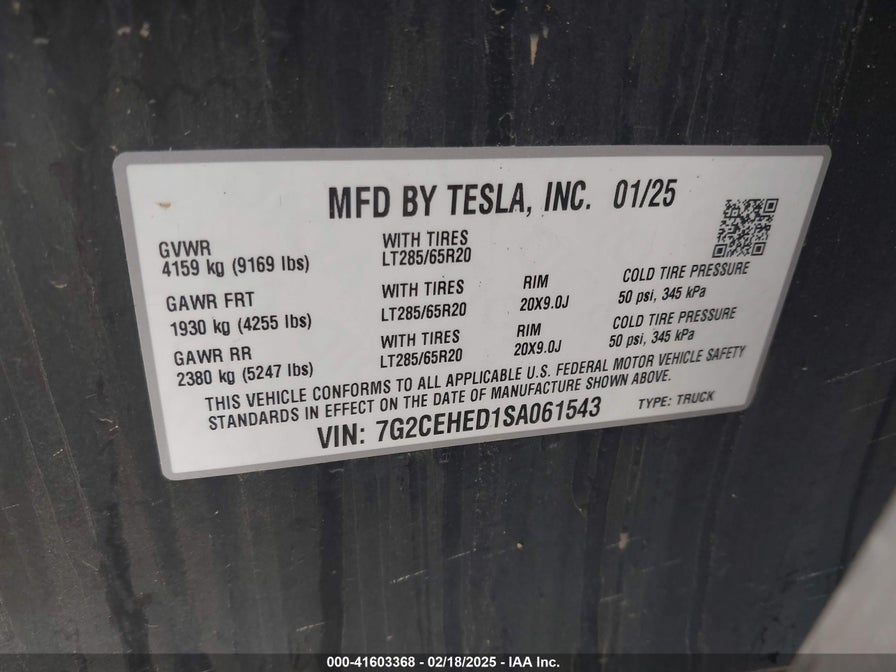 MFD BY TESLA, INC. 01/25
GVWR
4159 kg (9169 lbs)
WITH TIRES
LT285/65R20
GAWR FRT
1930 kg (4255 lbs)
WITH TIRES
LT285/65R20
RIM
20X9.0J
COLD TIRE PRESSURE
50 psi, 345 kPa
GAWR RR
2380 kg (5247 lbs)
WITH TIRES
LT285/65R20
RIM
20X9.0J
COLD TIRE PRESSURE
50 psi, 345 kPa
THIS VEHICLE CONFORMS TO ALL APPLICABLE U.S. FEDERAL MOTOR VEHICLE SAFETY
STANDARDS IN EFFECT ON THE DATE OF MANUFACTURE SHOWN ABOVE.
VIN: 7G2CEHED1SA061543
TYPE: TRUCK
000-41603368 - 02/18/2025 - IAA Inc.